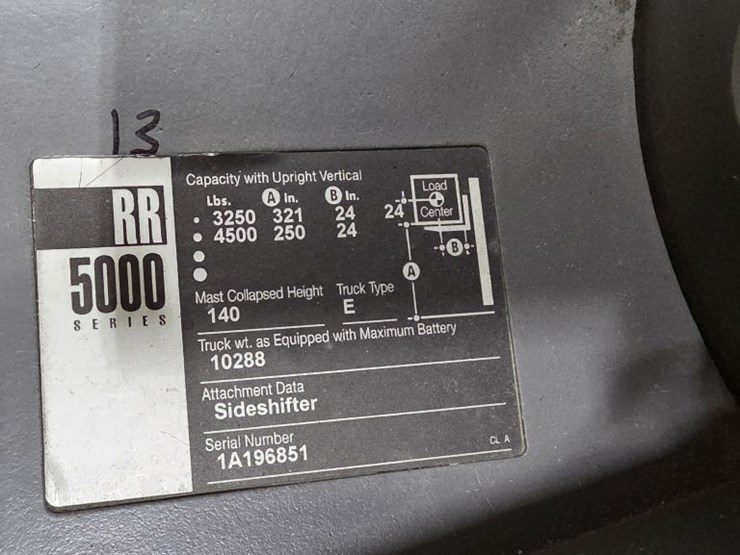 13
RR
5000
SERIES
Capacity with Upright Vertical
Lbs. A In. B In.
• 3250 321 24
• 4500 250 24
Mast Collapsed Height Truck Type
140 E
Truck wt. as Equipped with Maximum Battery
10288
Attachment Data
Sideshifter
Serial Number
1A196851
CL A
Load
24 Center
B
A